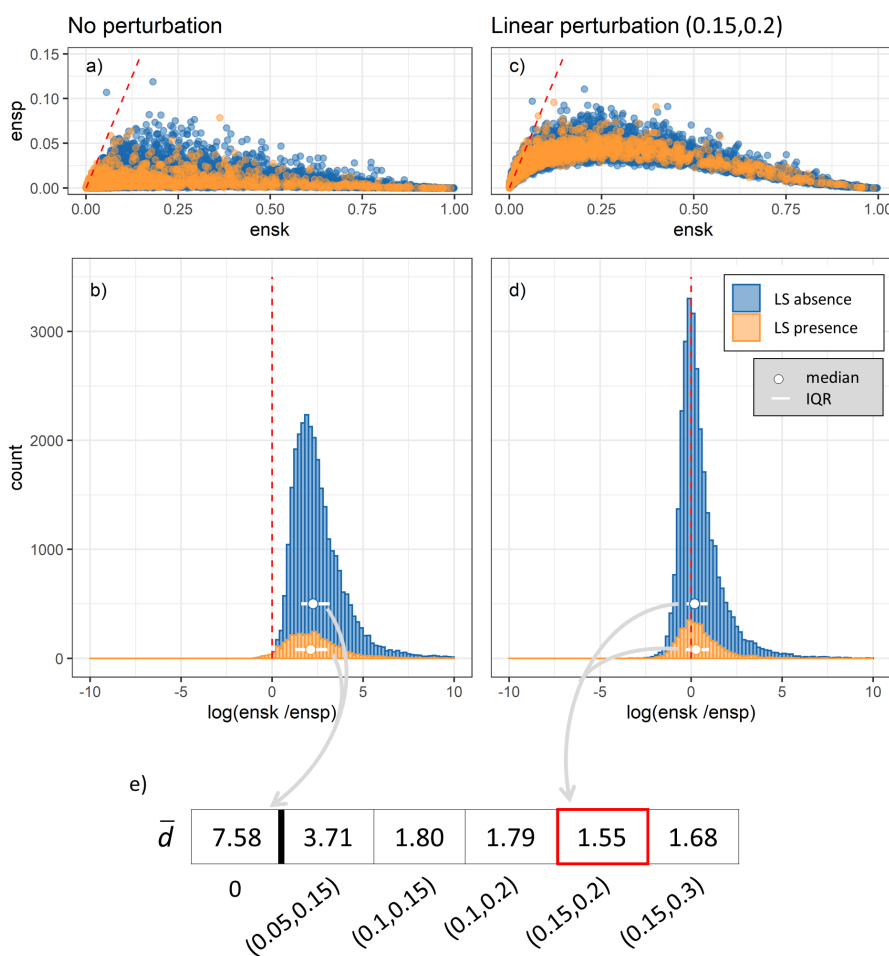 No perturbation
Linear perturbation (0.15,0.2)
a)
ensp
0.15
0.10
0.05
0.00
0.00 0.25 0.50 0.75 1.00
ensk
c)
0.00 0.25 0.50 0.75 1.00
ensk
b)
count
3000
2000
1000
0
-10 -5 0 5 10
log(ensk /ensp)
d)
LS absence
LS presence
median
IQR
-10 -5 0 5 10
log(ensk /ensp)
e)
d̅ 7.58 3.71 1.80 1.79 1.55 1.68
0 (0.05,0.15) (0.1,0.15) (0.1,0.2) (0.15,0.2) (0.15,0.3)